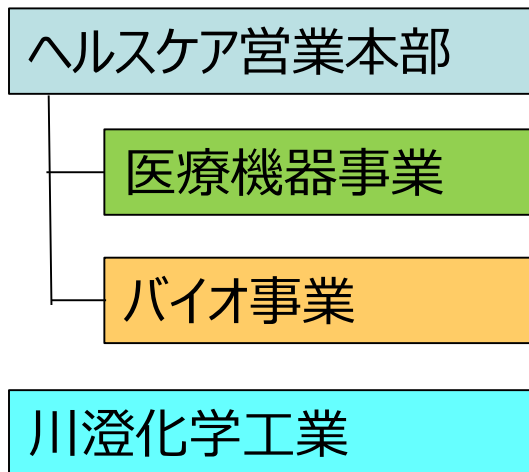 ヘルスケア営業本部
医療機器事業
バイオ事業
川澄化学工業